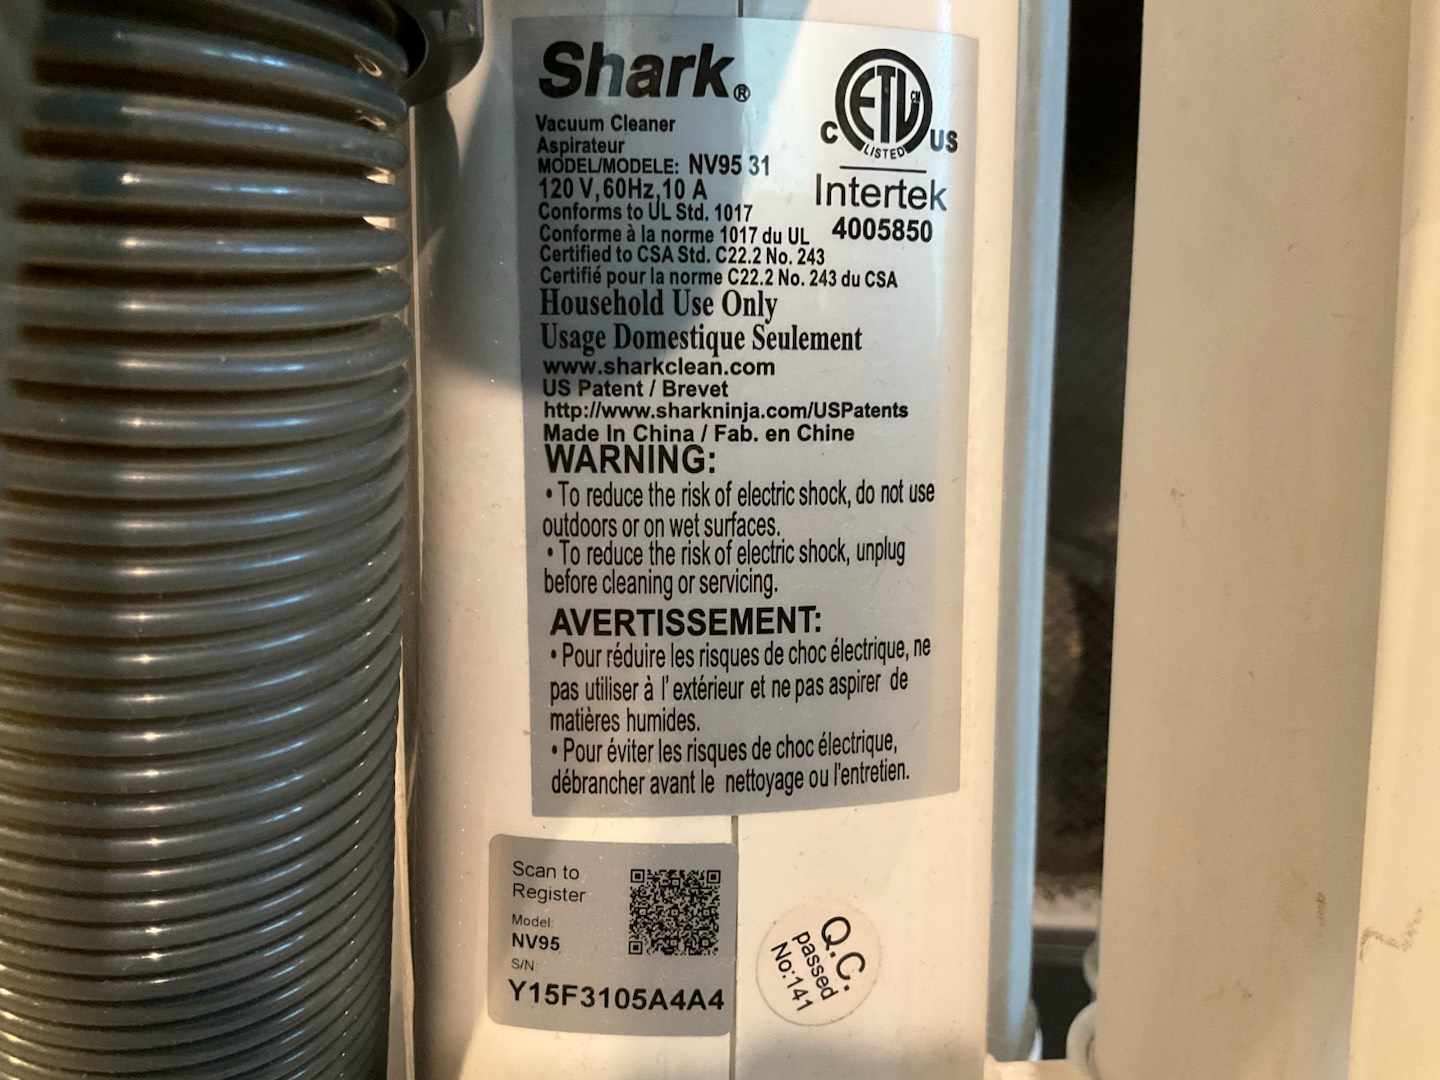 Shark®
Vacuum Cleaner
Aspirateur
MODEL/MODELE: NV95 31
120 V,60Hz,10 A
Conforms to UL Std. 1017
Conforme à la norme 1017 du UL
Certified to CSA Std. C22.2 No. 243
Certifié pour la norme C22.2 No. 243 du CSA
Household Use Only
Usage Domestique Seulement
www.sharkclean.com
US Patent / Brevet
http://www.sharkninja.com/USPatents
Made In China / Fab. en Chine
ETL CM
C LISTED US
Intertek
4005850
WARNING:
• To reduce the risk of electric shock, do not use
outdoors or on wet surfaces.
• To reduce the risk of electric shock, unplug
before cleaning or servicing.
AVERTISSEMENT:
• Pour réduire les risques de choc électrique, ne
pas utiliser à l'extérieur et ne pas aspirer de
matières humides.
• Pour éviter les risques de choc électrique,
débrancher avant le nettoyage ou l'entretien.
Scan to
Register
Model:
NV95
S/N:
Y15F3105A4A4
Q.C.
passed
No:141